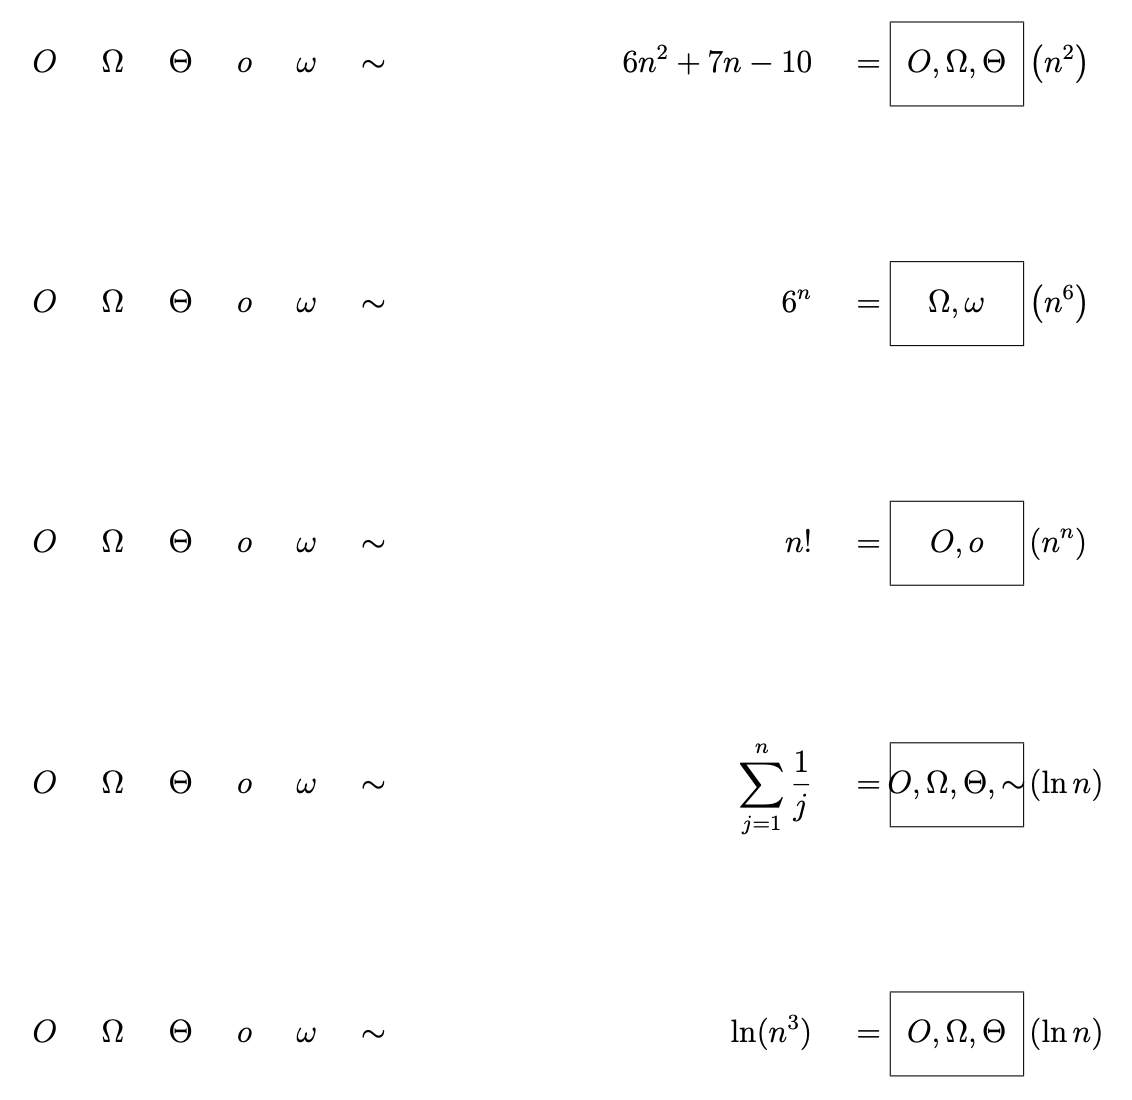 O Ω Θ o ω ∼ 6n² + 7n − 10 = O, Ω, Θ (n²)
O Ω Θ o ω ∼ 6ⁿ = Ω, ω (n⁶)
O Ω Θ o ω ∼ n! = O, o (nⁿ)
O Ω Θ o ω ∼ ∑_{j=1}^{n} 1/j = O, Ω, Θ, ∼ (ln n)
O Ω Θ o ω ∼ ln(n³) = O, Ω, Θ (ln n)